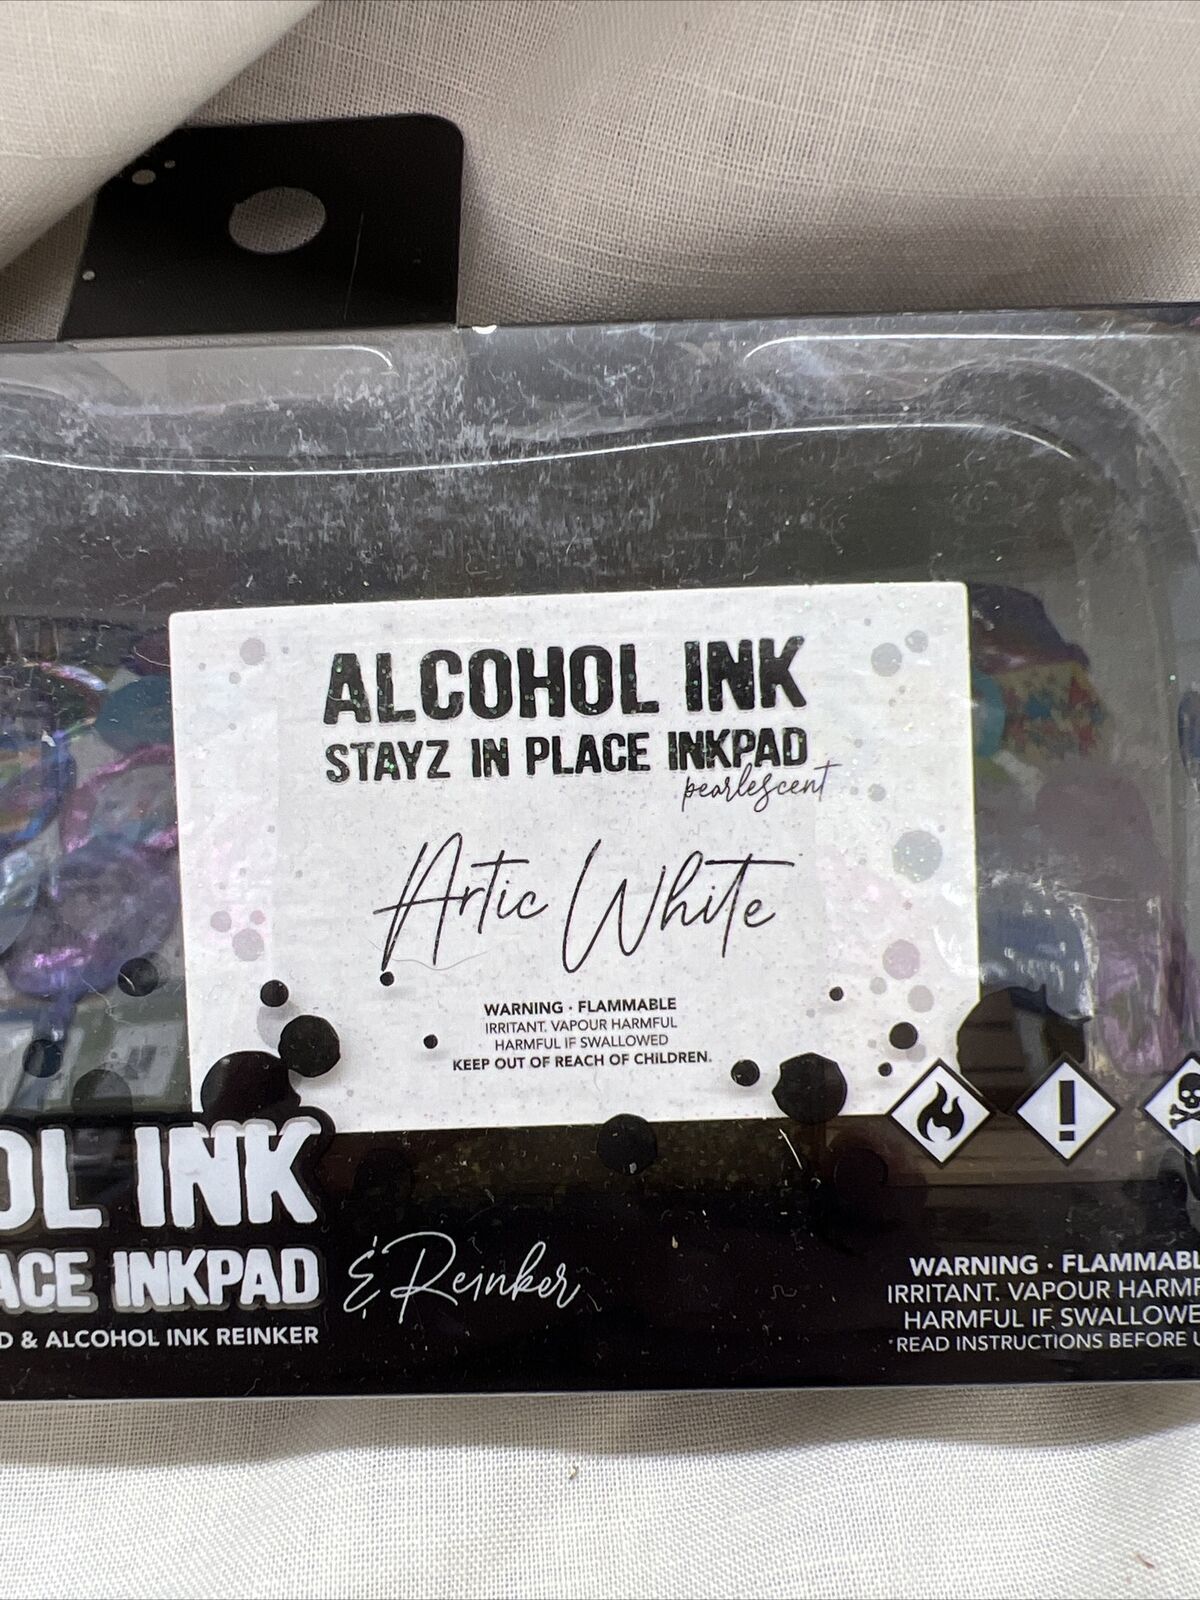 ALCOHOL INK
STAYZ IN PLACE INKPAD
pearlescent
Artic White
WARNING · FLAMMABLE
IRRITANT. VAPOUR HARMFUL
HARMFUL IF SWALLOWED
KEEP OUT OF REACH OF CHILDREN.
OL INK
ACE INKPAD & Reinker
D & ALCOHOL INK REINKER
WARNING · FLAMMABL
IRRITANT. VAPOUR HARMF
HARMFUL IF SWALLOWE
*READ INSTRUCTIONS BEFORE U